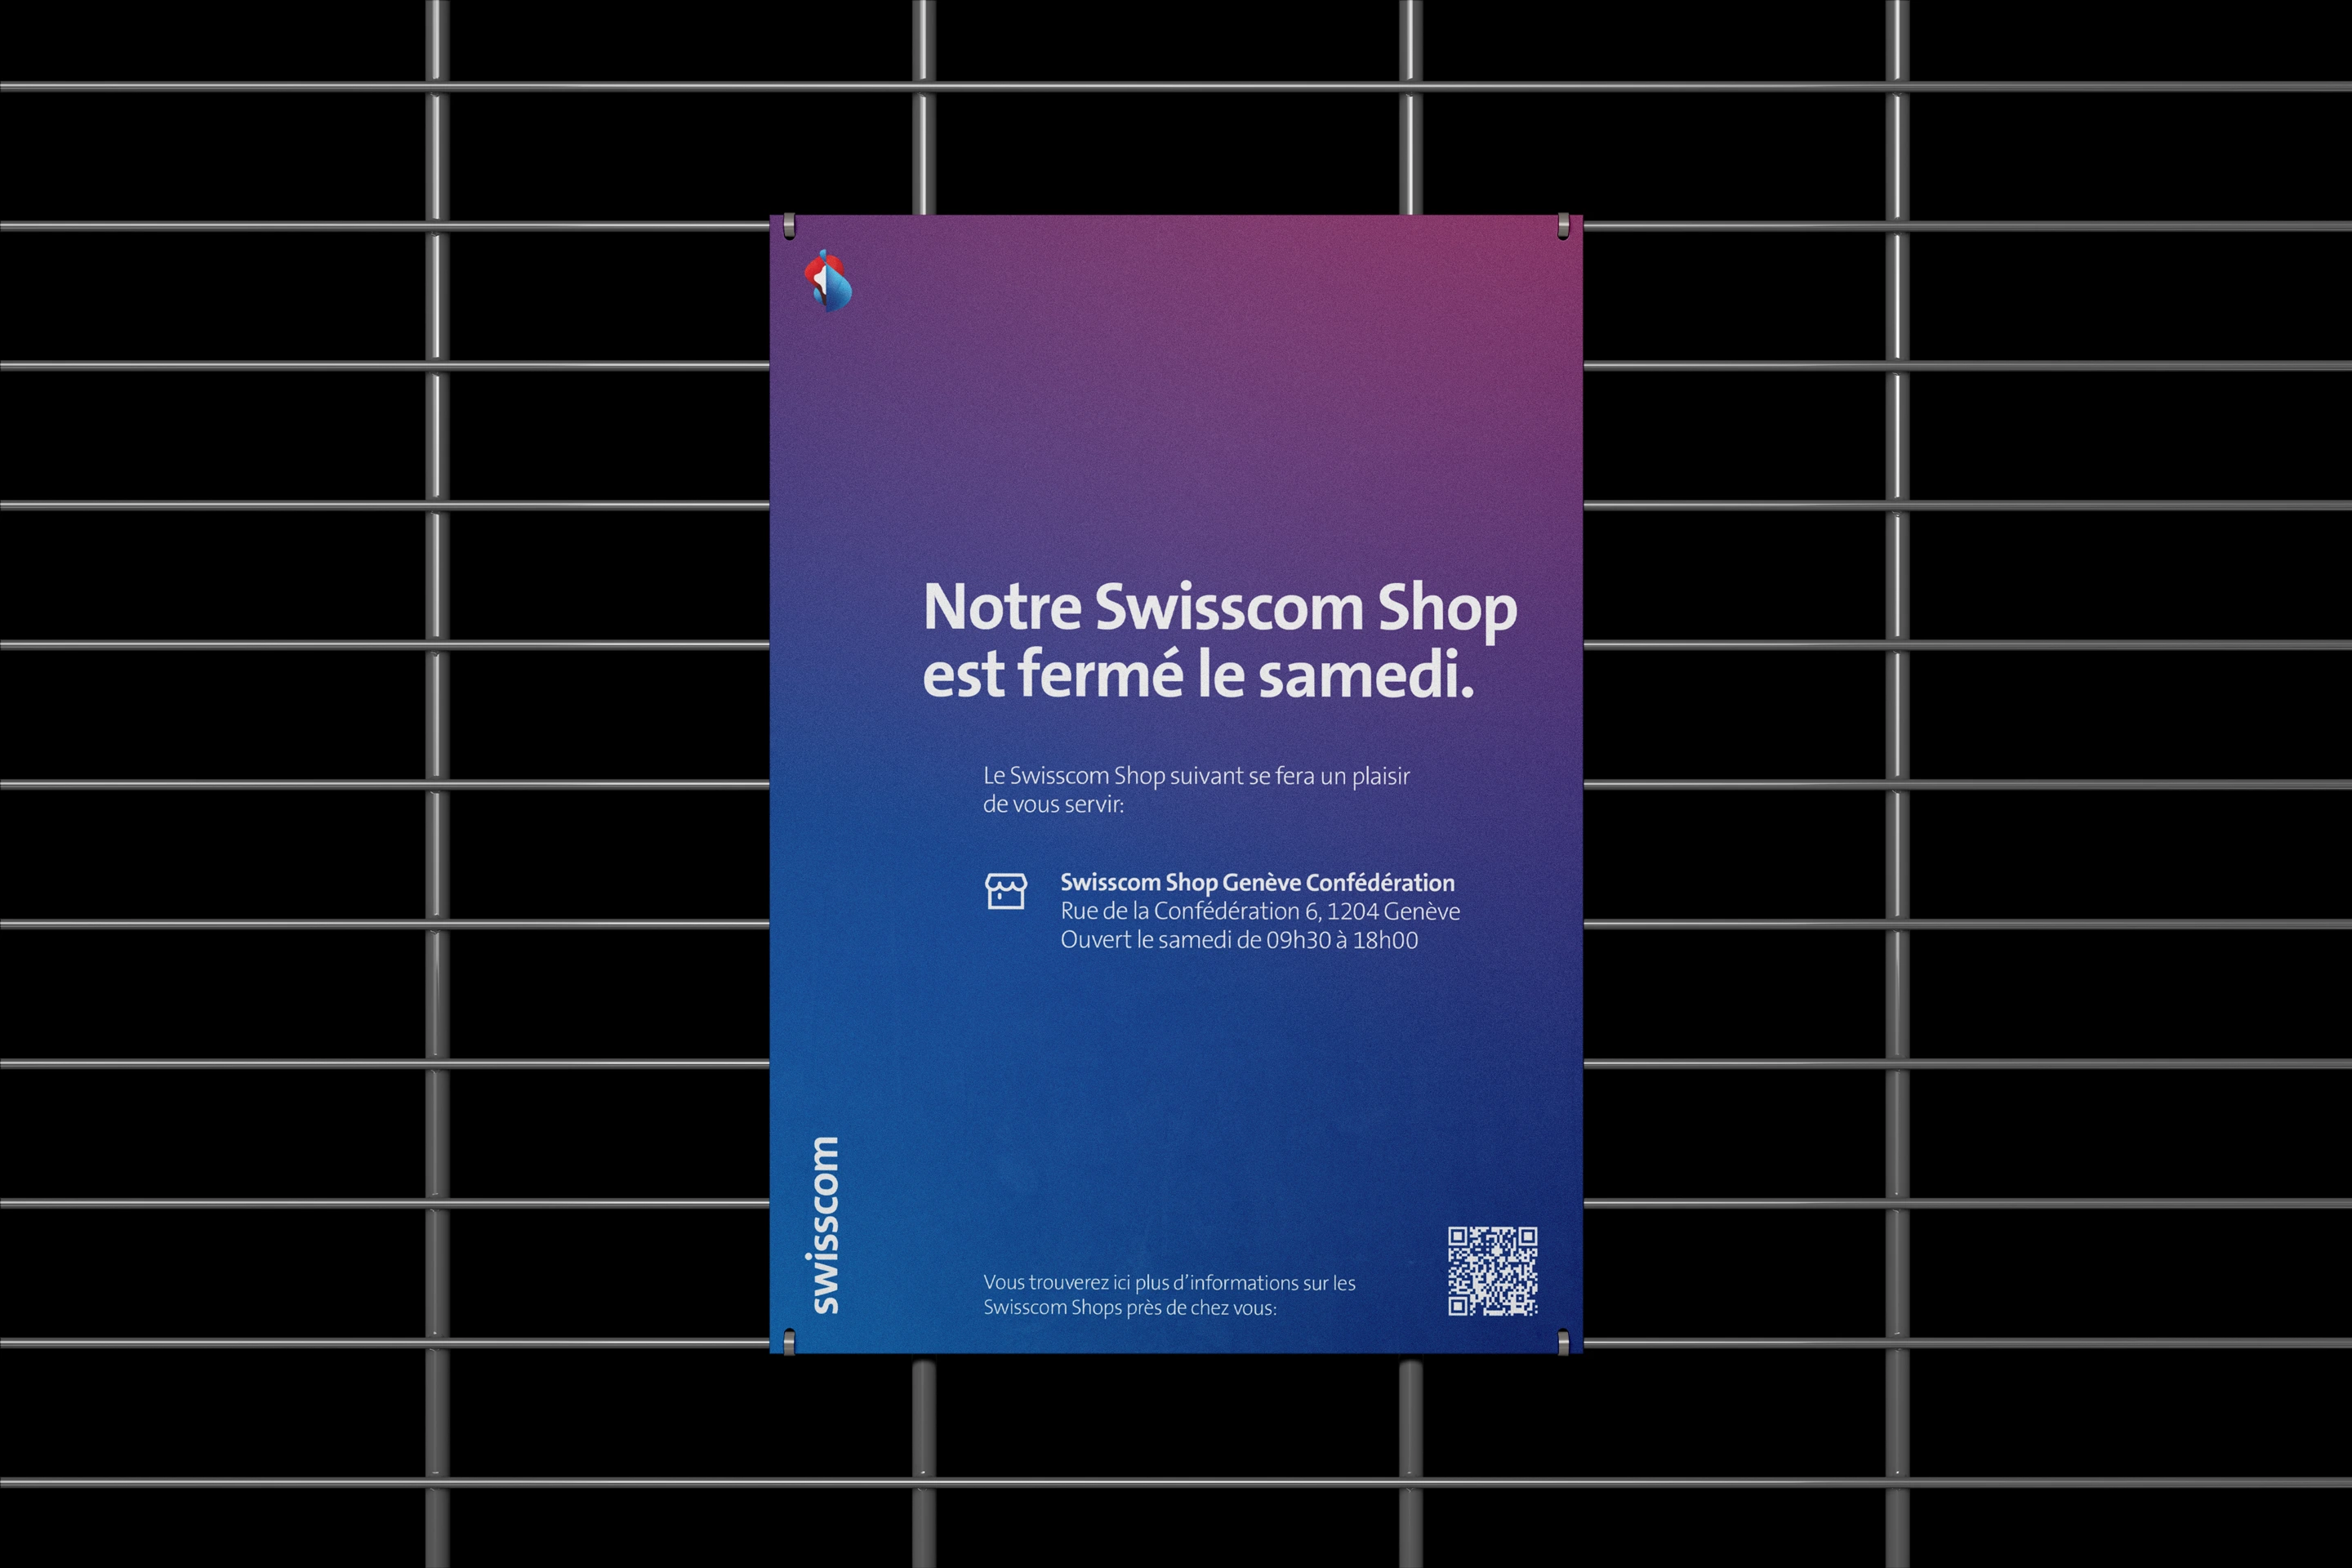 Notre Swisscom Shop
est fermé le samedi.
Le Swisscom Shop suivant se fera un plaisir
de vous servir:
Swisscom Shop Genève Confédération
Rue de la Confédération 6, 1204 Genève
Ouvert le samedi de 09h30 à 18h00
swisscom
Vous trouverez ici plus d’informations sur les
Swisscom Shops près de chez vous: